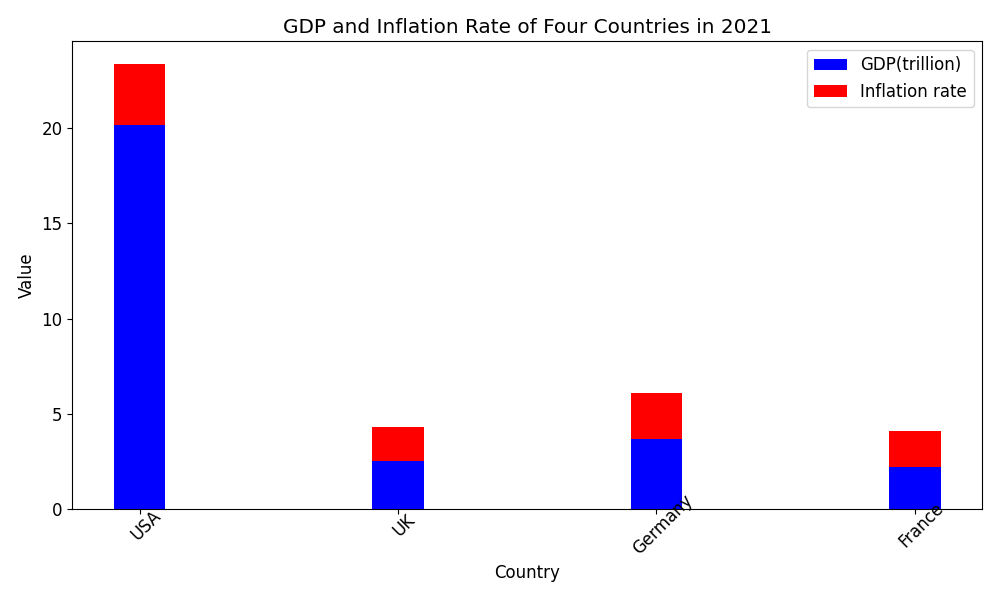 GDP and Inflation Rate of Four Countries in 2021
GDP(trillion)
Inflation rate
Value
20
15
10
5
0
USA
UK
Germany
France
Country